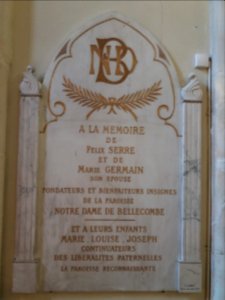 A LA MEMOIRE
DE
FELIX SERRE
ET DE
MARIE GERMAIN
SON EPOUSE
FONDATEURS ET BIENFAITEURS INSIGNES
DE LA PAROISSE
NOTRE DAME DE BELLECOMBE
ET A LEURS ENFANTS
MARIE LOUISE JOSEPH
CONTINUATEURS
DES LIBERALITES PATERNELLES
LA PAROISSE RECONNAISSANTE